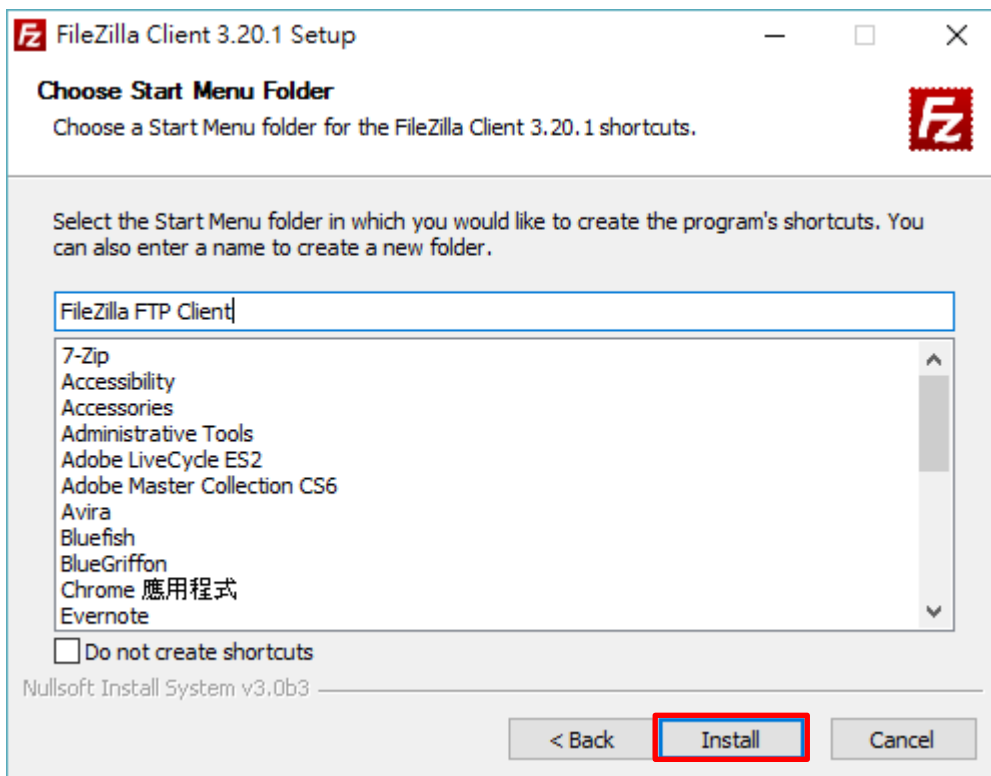 FileZilla Client 3.20.1 Setup
Choose Start Menu Folder
Choose a Start Menu folder for the FileZilla Client 3.20.1 shortcuts.
Fz
Select the Start Menu folder in which you would like to create the program's shortcuts. You
can also enter a name to create a new folder.
FileZilla FTP Client
7-Zip
Accessibility
Accessories
Administrative Tools
Adobe LiveCycle ES2
Adobe Master Collection CS6
Avira
Bluefish
BlueGriffon
Chrome 應用程式
Evernote
Do not create shortcuts
Nullsoft Install System v3.0b3
< Back Install Cancel